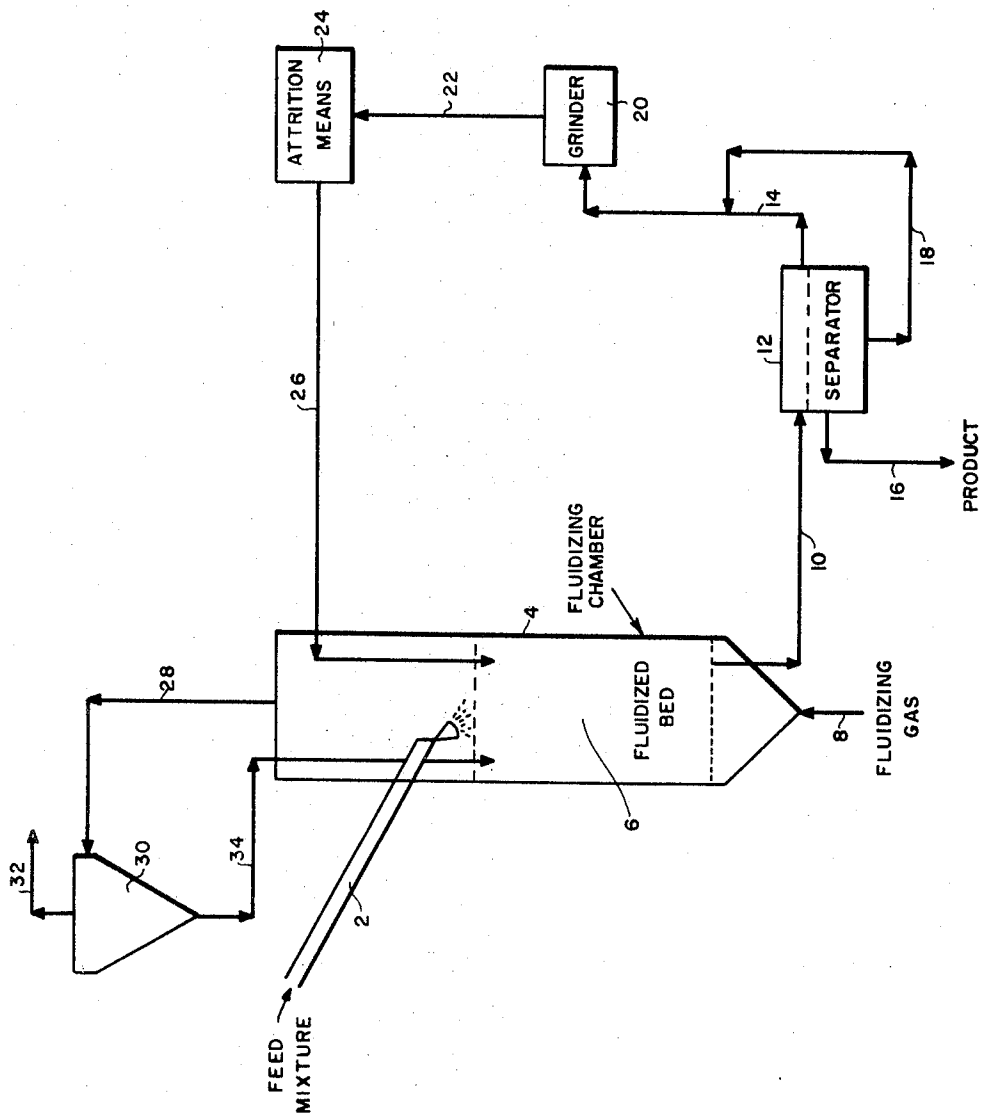 24
ATTRITION
MEANS
22
GRINDER
20
26
28
32
30
34
14
18
12
SEPARATOR
16
PRODUCT
10
FLUIDIZING
CHAMBER
4
FLUIDIZED
BED
6
8
FLUIDIZING
GAS
2
FEED
MIXTURE